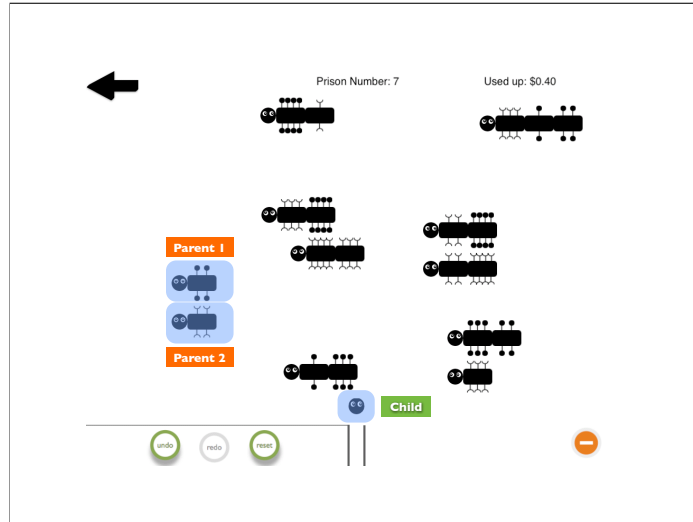 Prison Number: 7
Used up: $0.40
Parent 1
Parent 2
Child
undo
redo
reset